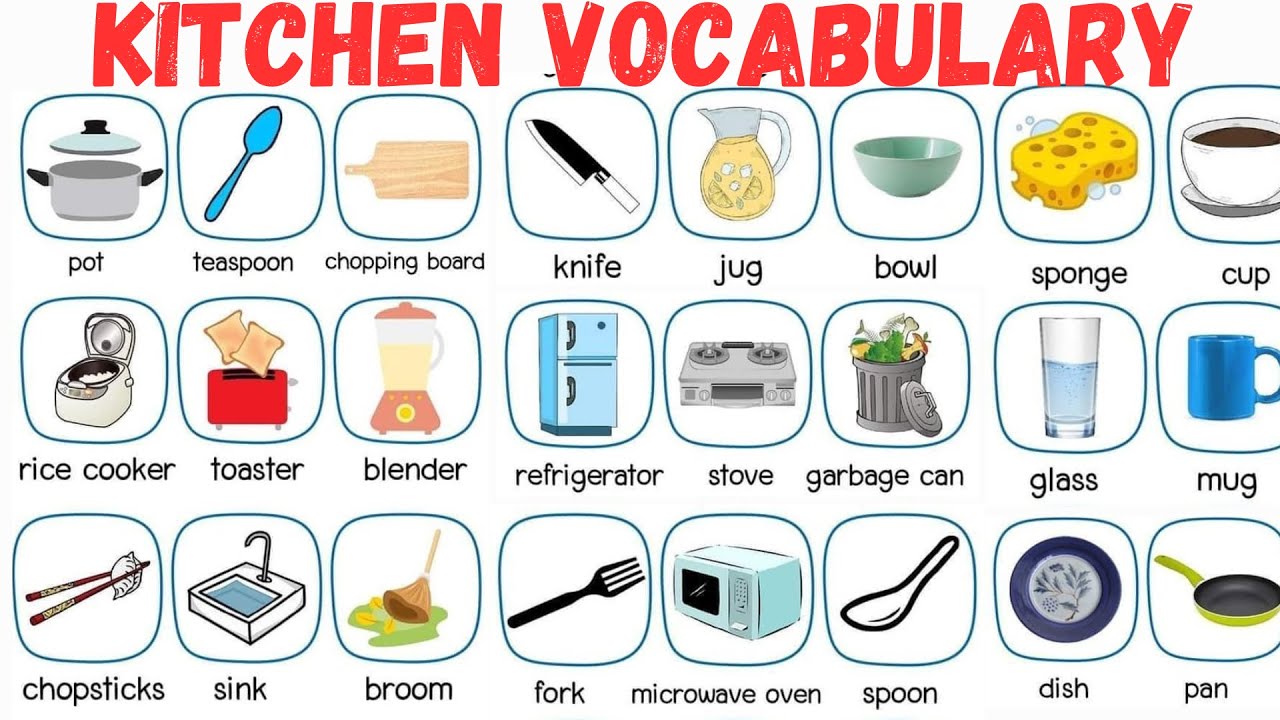 KITCHEN VOCABULARY
pot teaspoon chopping board knife jug bowl sponge cup
rice cooker toaster blender refrigerator stove garbage can glass mug
chopsticks sink broom fork microwave oven spoon dish pan